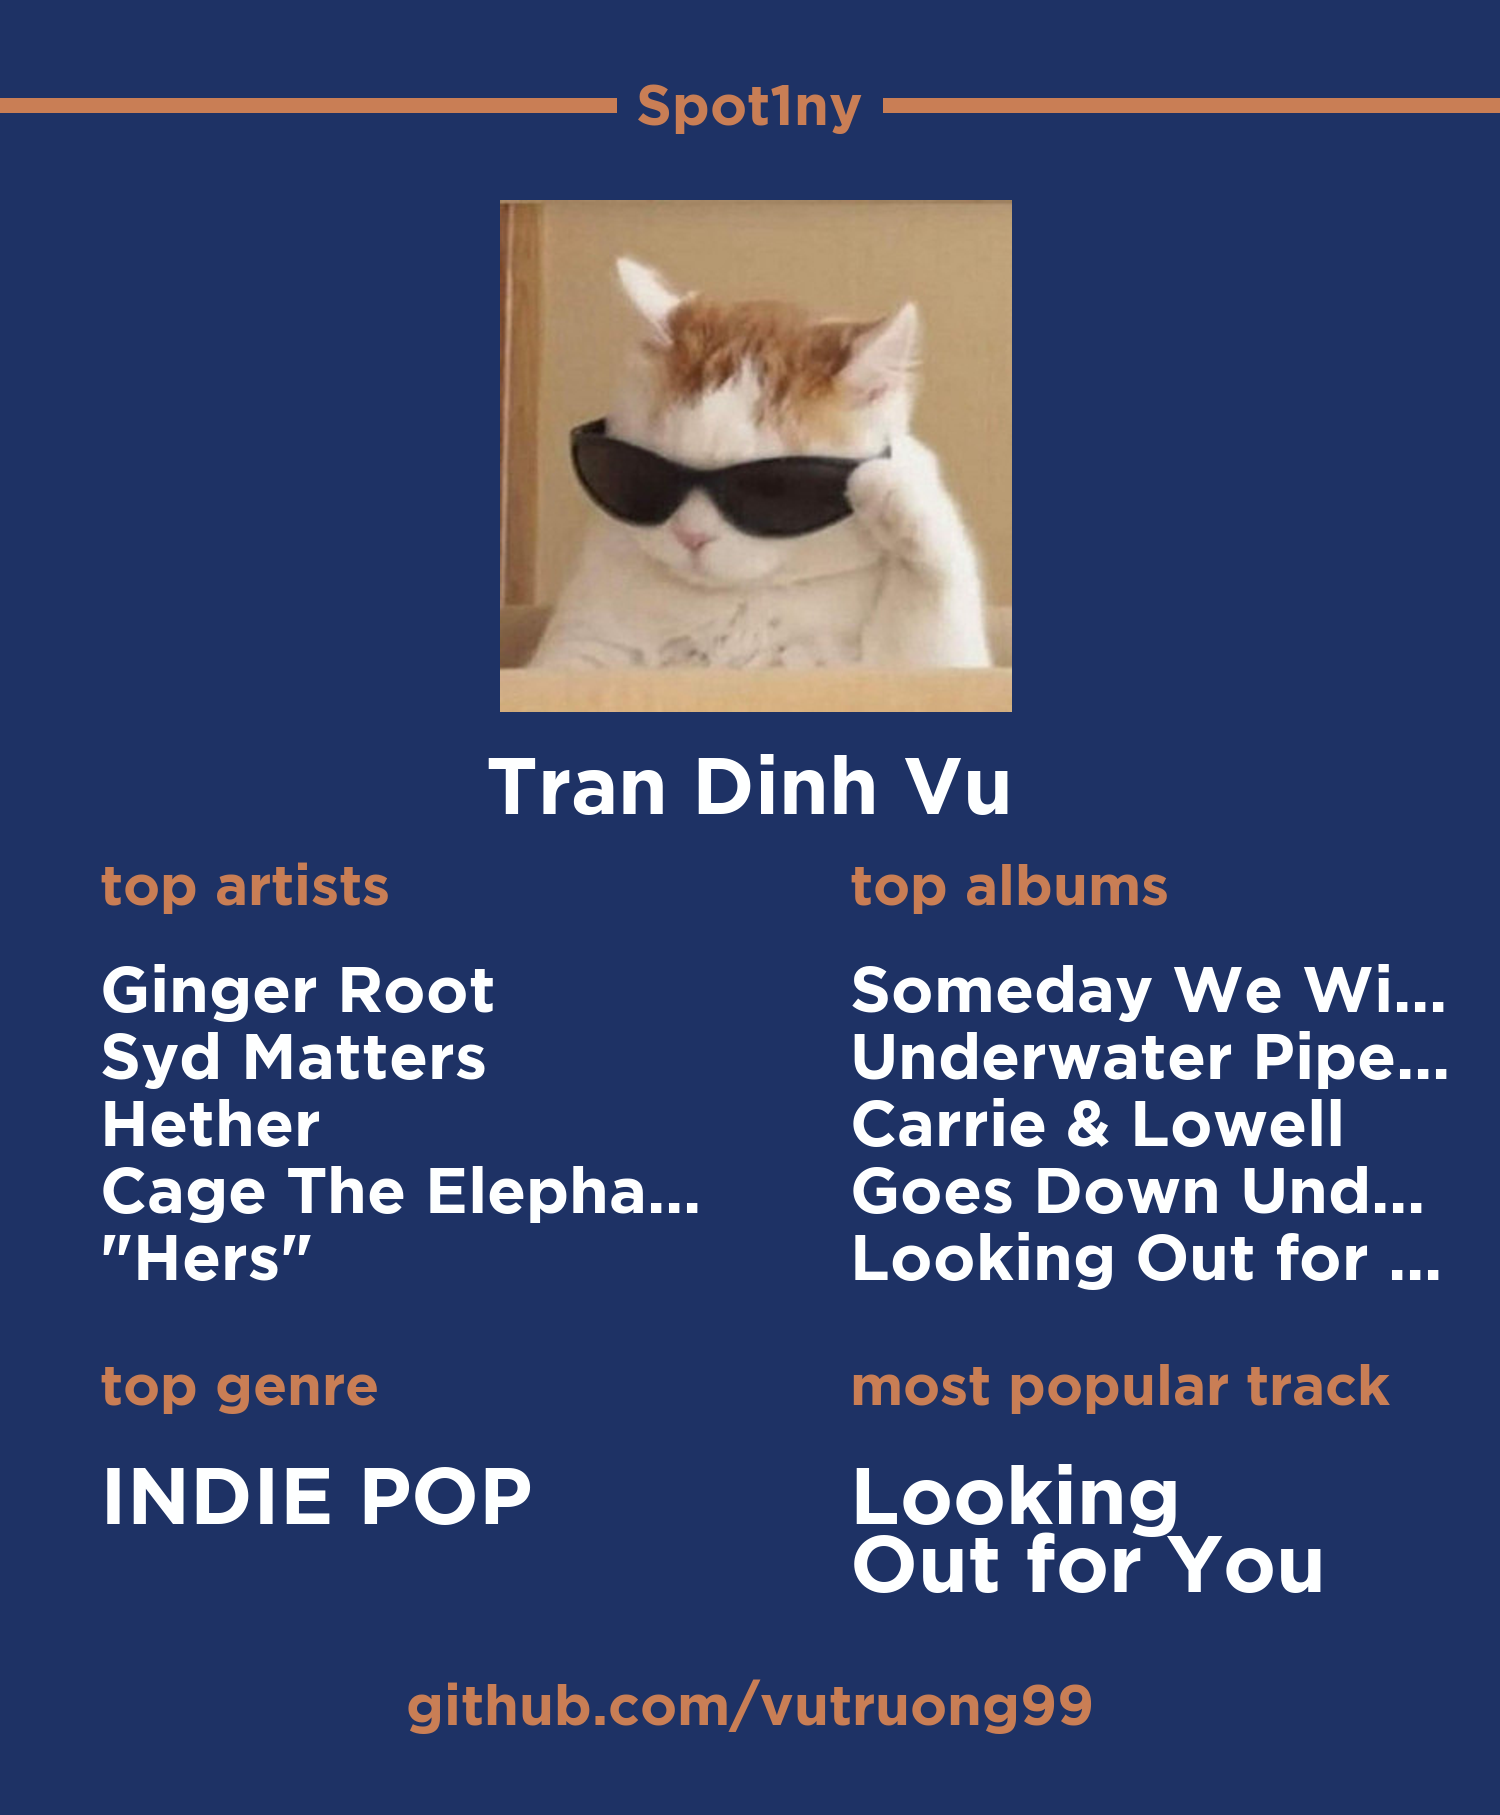 Spot1ny
Tran Dinh Vu
top artists
Ginger Root
Syd Matters
Hether
Cage The Elepha...
"Hers"
top albums
Someday We Wi...
Underwater Pipe...
Carrie & Lowell
Goes Down Und...
Looking Out for ...
top genre
INDIE POP
most popular track
Looking
Out for You
github.com/vutruong99